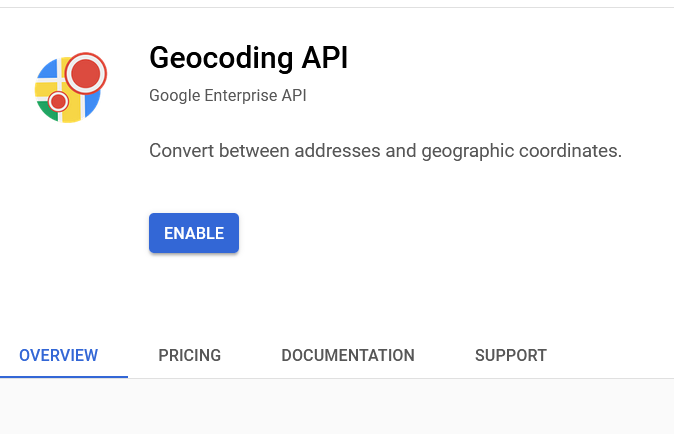 Geocoding API
Google Enterprise API
Convert between addresses and geographic coordinates.
ENABLE
OVERVIEW PRICING DOCUMENTATION SUPPORT